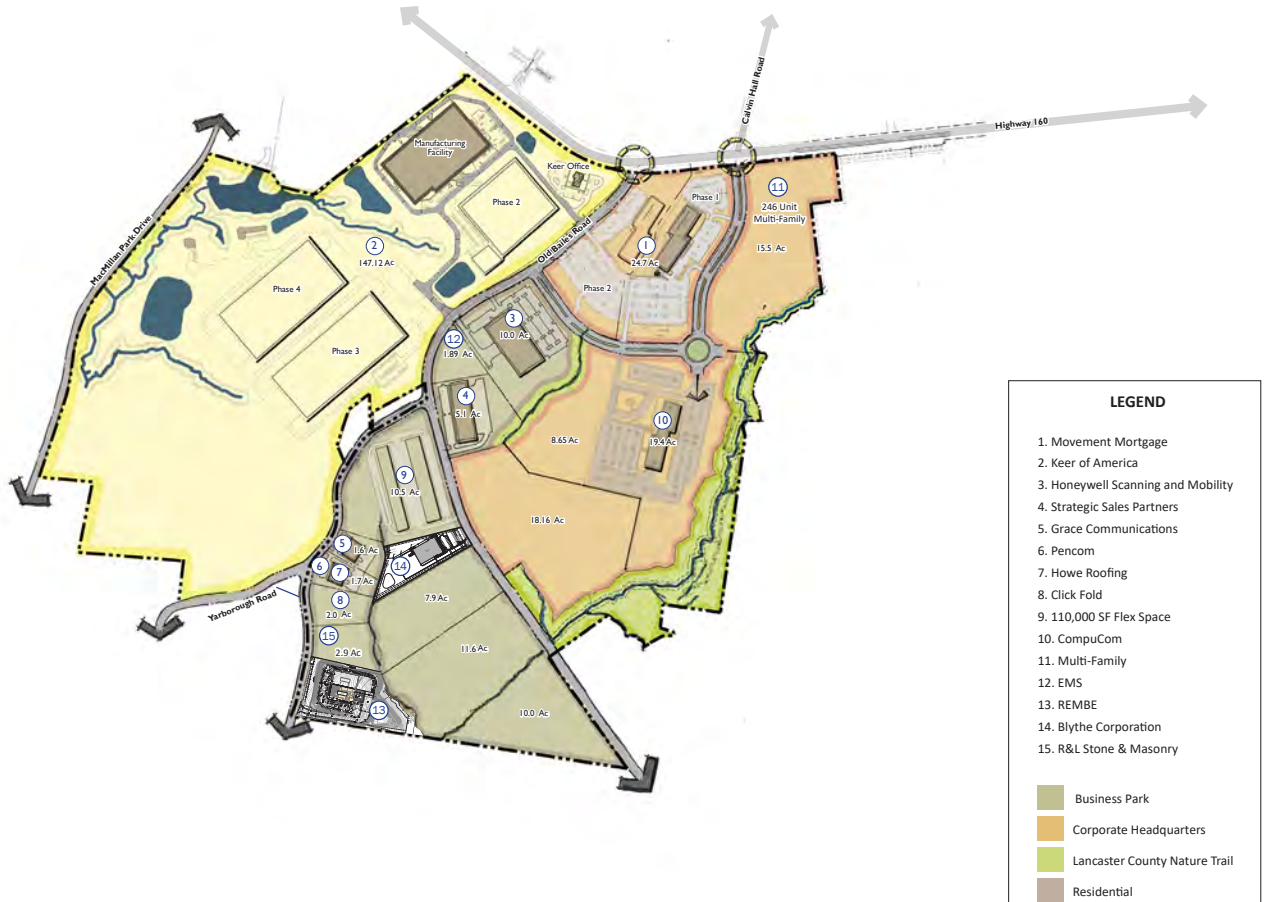 Calvin Hall Road
Highway 160
Manufacturing
Facility
Keer Office
Phase 2
Phase 1
11
246 Unit
Multi-Family
15.5 Ac
MacMillan Park Drive
2
147.12 Ac
Old Bailes Road
1
24.7 Ac
Phase 4
Phase 2
3
10.0 Ac
12
1.89 Ac
Phase 3
4
5.1 Ac
10
19.4 Ac
8.65 Ac
9
10.5 Ac
18.16 Ac
5
1.6 Ac
6
7
1.7 Ac
14
8
2.0 Ac
7.9 Ac
Yarborough Road
15
2.9 Ac
11.6 Ac
13
10.0 Ac
LEGEND
1. Movement Mortgage
2. Keer of America
3. Honeywell Scanning and Mobility
4. Strategic Sales Partners
5. Grace Communications
6. Pencom
7. Howe Roofing
8. Click Fold
9. 110,000 SF Flex Space
10. CompuCom
11. Multi-Family
12. EMS
13. REMBE
14. Blythe Corporation
15. R&L Stone & Masonry
Business Park
Corporate Headquarters
Lancaster County Nature Trail
Residential